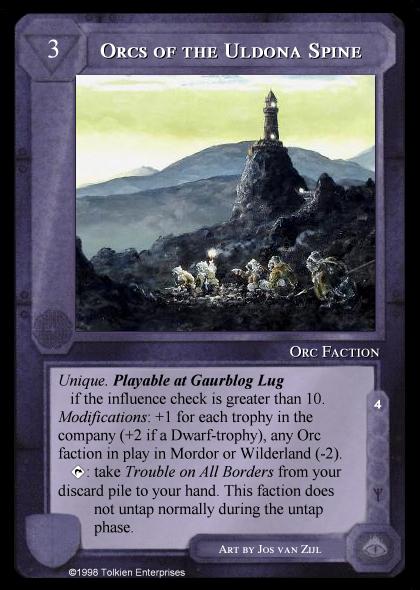 3
Orcs of the Uldona Spine
Orc Faction
Unique. Playable at Gaurblog Lug
if the influence check is greater than 10.
Modifications: +1 for each trophy in the
company (+2 if a Dwarf-trophy), any Orc
faction in play in Mordor or Wilderland (-2).
: take Trouble on All Borders from your
discard pile to your hand. This faction does
not untap normally during the untap
phase.
4
Art by Jos van Zijl
©1998 Tolkien Enterprises